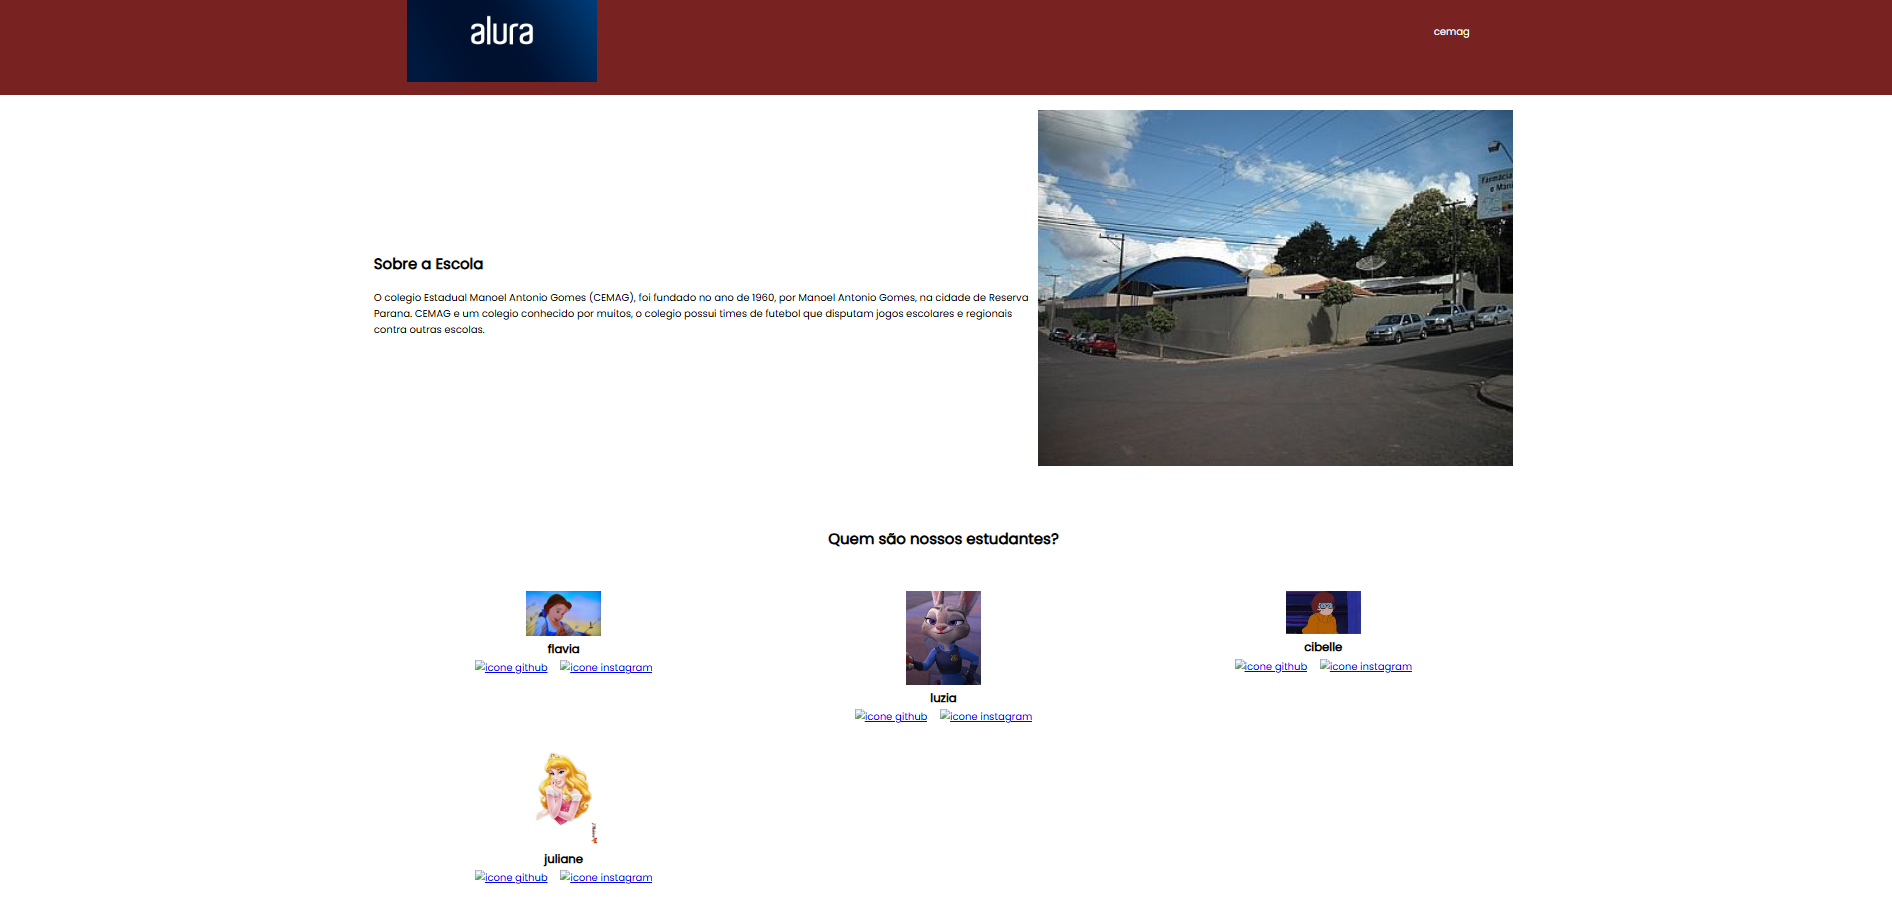 alura
cemag
Farmácia
e Man
Sobre a Escola
O colegio Estadual Manoel Antonio Gomes (CEMAG), foi fundado no ano de 1960, por Manoel Antonio Gomes, na cidade de Reserva
Parana. CEMAG e um colegio conhecido por muitos, o colegio possui times de futebol que disputam jogos escolares e regionais
contra outras escolas.
Quem são nossos estudantes?
flavia
icone github icone instagram
luzia
icone github icone instagram
cibelle
icone github icone instagram
juliane
icone github icone instagram